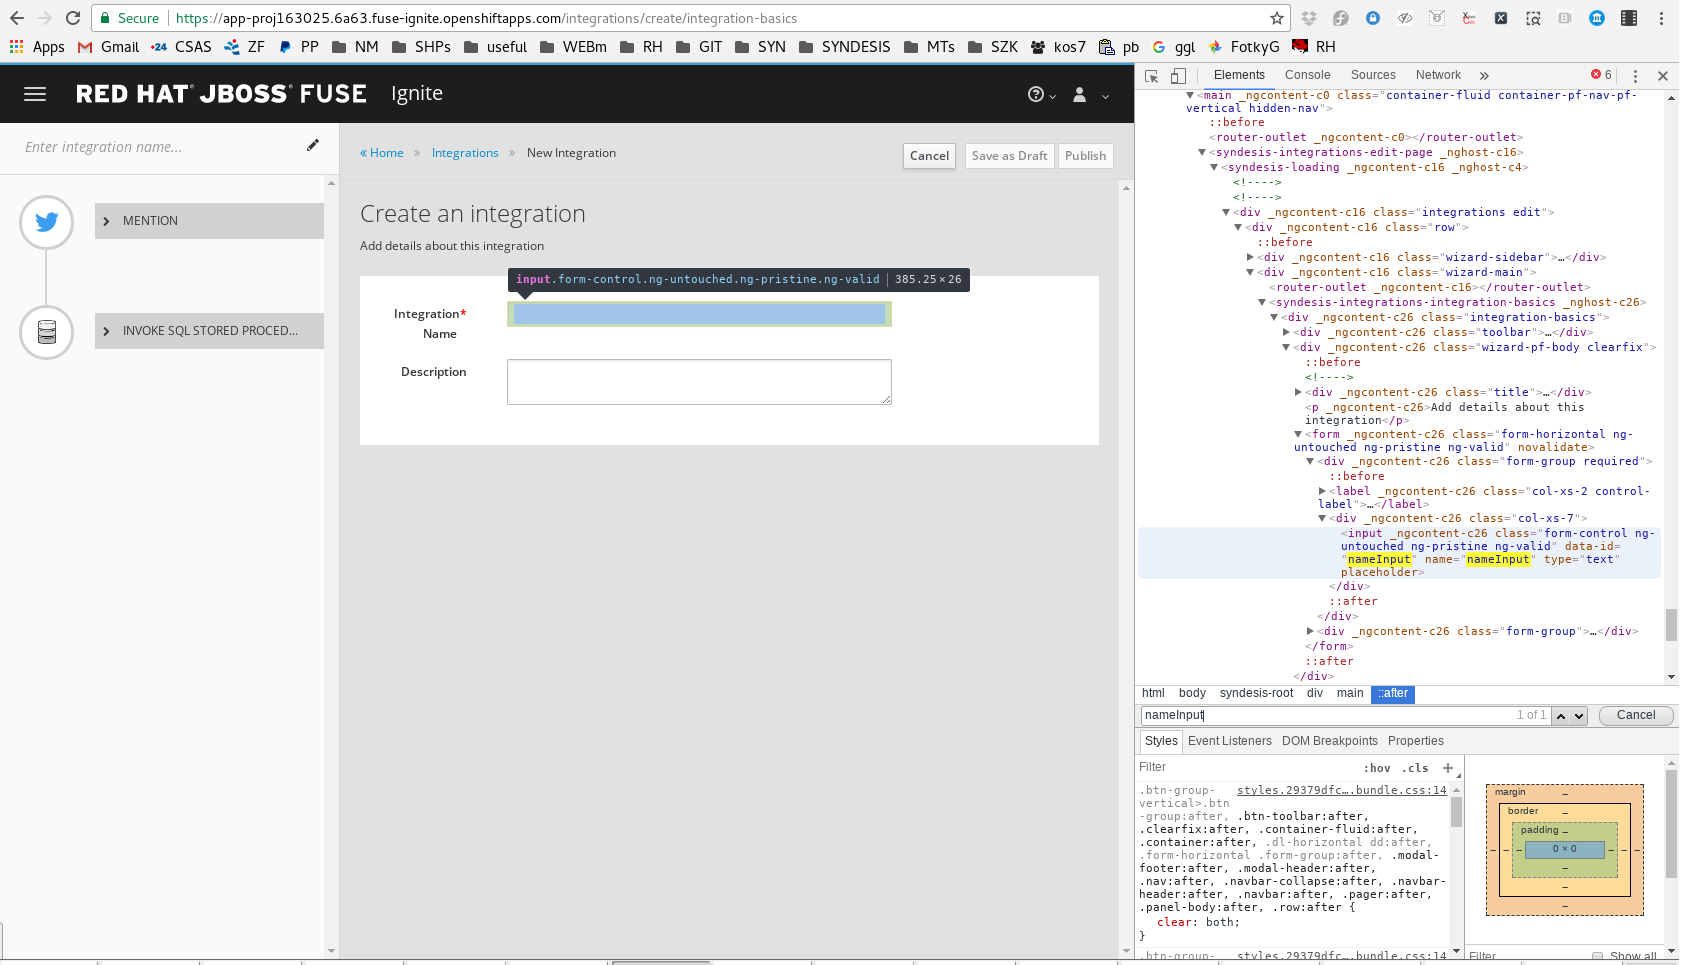 Secure https://app-proj163025.6a63.fuse-ignite.openshiftapps.com/integrations/create/integration-basics
Apps Gmail CSAS ZF PP NM SHPs useful WEBm RH GIT SYN SYNDESIS MTs SZK kos7 pb ggl FotkyG RH
RED HAT JBOSS FUSE Ignite
Enter integration name...
MENTION
INVOKE SQL STORED PROCED...
« Home » Integrations » New Integration
Cancel Save as Draft Publish
Create an integration
Add details about this integration
input.form-control.ng-untouched.ng-pristine.ng-valid 385.25 × 26
Integration*
Name
Description
Elements Console Sources Network » 6
<main _ngcontent-c0 class="container-fluid container-pf-nav-pf-
vertical hidden-nav">
::before
<router-outlet _ngcontent-c0></router-outlet>
<syndesis-integrations-edit-page _nghost-c16>
<syndesis-loading _ngcontent-c16 _nghost-c4>
<!---->
<!---->
<div _ngcontent-c16 class="integrations edit">
<div _ngcontent-c16 class="row">
::before
<div _ngcontent-c16 class="wizard-sidebar">…</div>
<div _ngcontent-c16 class="wizard-main">
<router-outlet _ngcontent-c16></router-outlet>
<syndesis-integrations-integration-basics _nghost-c26>
<div _ngcontent-c26 class="integration-basics">
<div _ngcontent-c26 class="toolbar">…</div>
<div _ngcontent-c26 class="wizard-pf-body clearfix">
::before
<!---->
<div _ngcontent-c26 class="title">…</div>
<p _ngcontent-c26>Add details about this
integration</p>
<form _ngcontent-c26 class="form-horizontal ng-
untouched ng-pristine ng-valid" novalidate>
<div _ngcontent-c26 class="form-group required">
::before
<label _ngcontent-c26 class="col-xs-2 control-
label">…</label>
<div _ngcontent-c26 class="col-xs-7">
<input _ngcontent-c26 class="form-control ng-
untouched ng-pristine ng-valid" data-id=
"nameInput" name="nameInput" type="text"
placeholder>
</div>
::after
</div>
<div _ngcontent-c26 class="form-group">…</div>
</form>
::after
</div>
html body syndesis-root div main ::after
nameInput 1 of 1 Cancel
Styles Event Listeners DOM Breakpoints Properties
Filter :hov .cls +
.btn-group- styles.29379dfc….bundle.css:14
vertical>.btn
-group:after, .btn-toolbar:after,
.clearfix:after, .container-fluid:after,
.container:after, .dl-horizontal dd:after,
.form-horizontal .form-group:after, .modal-
footer:after, .modal-header:after,
.nav:after, .navbar-collapse:after, .navbar-
header:after, .navbar:after, .pager:after,
.panel-body:after, .row:after {
clear: both;
}
.btn-group- styles.29379dfc….bundle.css:14
margin –
border –
padding –
– – – 0 × 0 – – –
–
–
–
Filter Show all